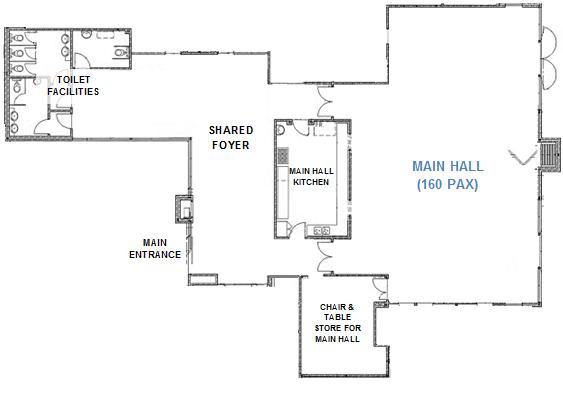 TOILET
FACILITIES
SHARED
FOYER
MAIN HALL
KITCHEN
MAIN HALL
(160 PAX)
MAIN
ENTRANCE
CHAIR &
TABLE
STORE FOR
MAIN HALL